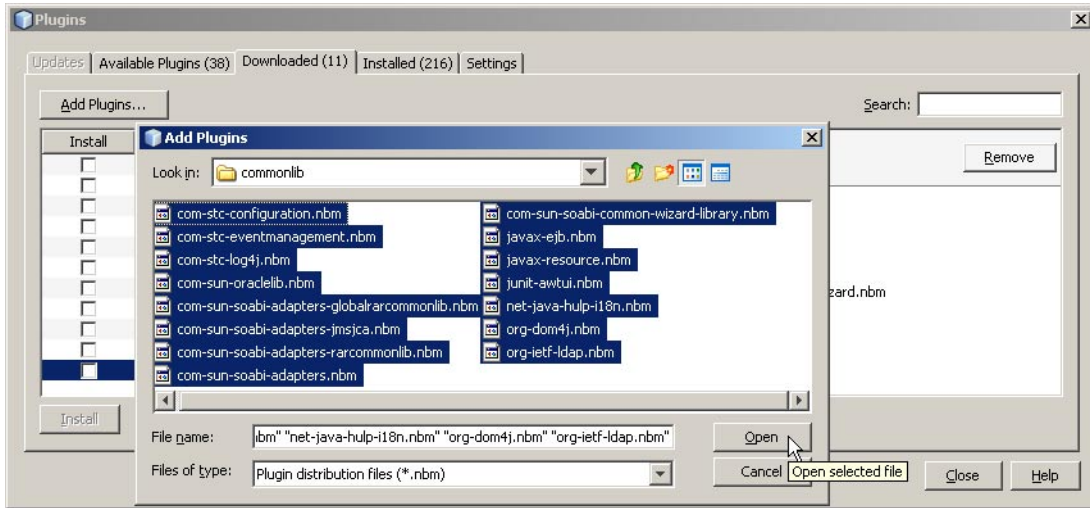 Plugins
Updates Available Plugins (38) Downloaded (11) Installed (216) Settings
Add Plugins... Search:
Install
Remove
Add Plugins
Look in: commonlib
com-stc-configuration.nbm
com-stc-eventmanagement.nbm
com-stc-log4j.nbm
com-sun-oraclelib.nbm
com-sun-soabi-adapters-globalrarcommonlib.nbm
com-sun-soabi-adapters-jmsjca.nbm
com-sun-soabi-adapters-rarcommonlib.nbm
com-sun-soabi-adapters.nbm
com-sun-soabi-common-wizard-library.nbm
javax-ejb.nbm
javax-resource.nbm
junit-awtui.nbm
net-java-hulp-i18n.nbm
org-dom4j.nbm
org-ietf-ldap.nbm
zard.nbm
File name: bm" "net-java-hulp-i18n.nbm" "org-dom4j.nbm" "org-ietf-ldap.nbm"
Open
Files of type: Plugin distribution files (*.nbm)
Cancel
Open selected file
Install
Close Help